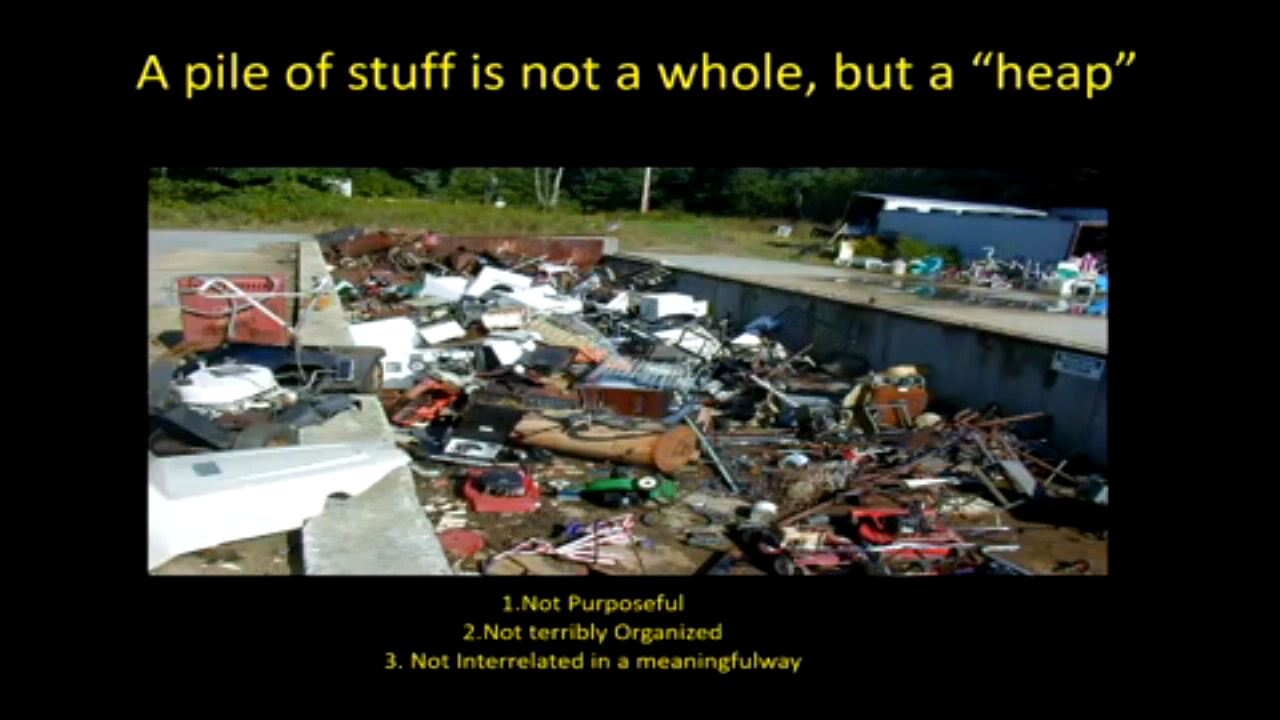 A pile of stuff is not a whole, but a “heap”
1.Not Purposeful
2.Not terribly Organized
3. Not Interrelated in a meaningfulway